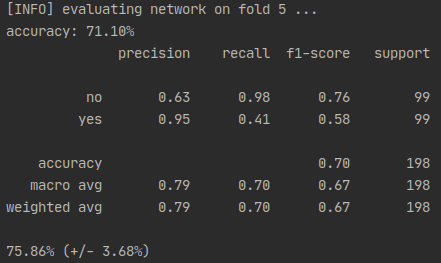 [INFO] evaluating network on fold 5 ...
accuracy: 71.10%
precision recall f1-score support
no 0.63 0.98 0.76 99
yes 0.95 0.41 0.58 99
accuracy 0.70 198
macro avg 0.79 0.70 0.67 198
weighted avg 0.79 0.70 0.67 198
75.86% (+/- 3.68%)